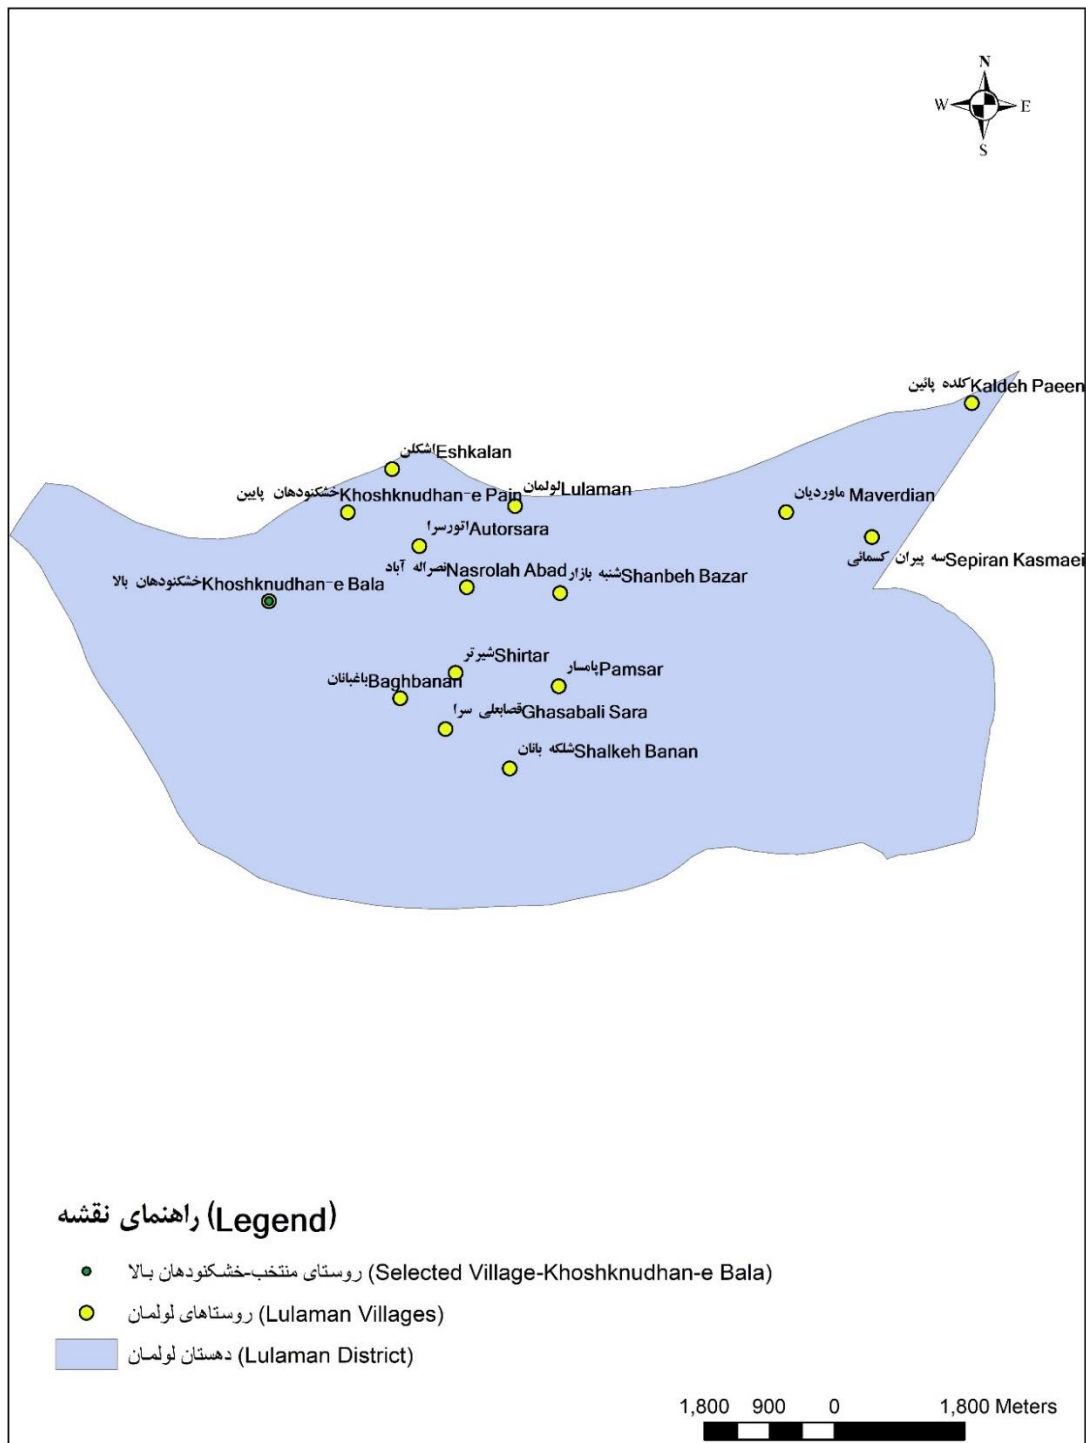 N
W E
S
کلده پائین Kaldeh Paeen
اشکلن Eshkalan
خشکنودهان پایین Khoshknudhan-e Pain
لولمان Lulaman
ماوردیان Maverdian
اتورسرا Autorsara
سه پیران کسمائی Sepiran Kasmaei
نصراله آباد Nasrolah Abad
شنبه بازار Shanbeh Bazar
خشکنودهان بالا Khoshknudhan-e Bala
شیرتر Shirtar
پامسار Pamsar
باغبانان Baghbanan
قصابعلی سرا Ghasabali Sara
شلکه بانان Shalkeh Banan
راهنمای نقشه (Legend)
روستای منتخب-خشکنودهان بالا (Selected Village-Khoshknudhan-e Bala)
روستاهای لولمان (Lulaman Villages)
دهستان لولمان (Lulaman District)
1,800 900 0 1,800 Meters